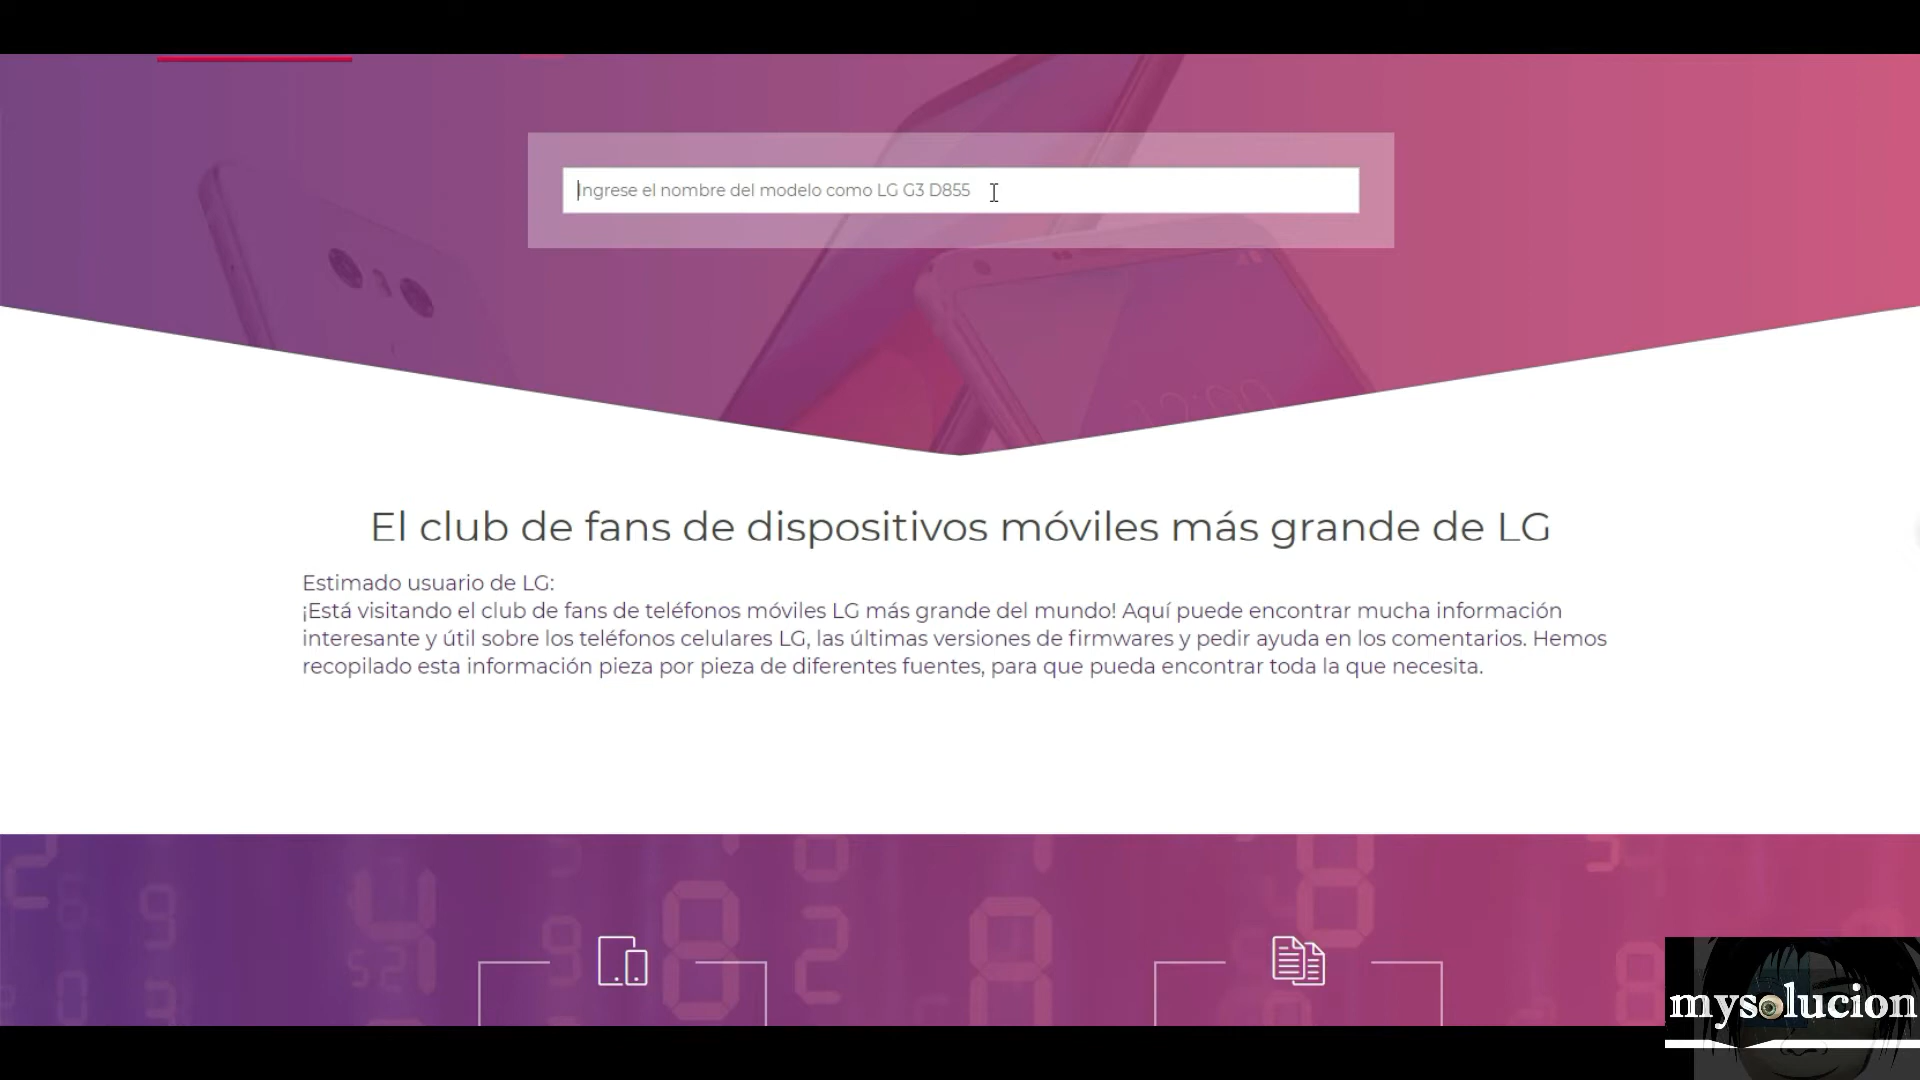 Ingrese el nombre del modelo como LG G3 D855
12:00
El club de fans de dispositivos móviles más grande de LG
Estimado usuario de LG:
¡Está visitando el club de fans de teléfonos móviles LG más grande del mundo! Aquí puede encontrar mucha información
interesante y útil sobre los teléfonos celulares LG, las últimas versiones de firmwares y pedir ayuda en los comentarios. Hemos
recopilado esta información pieza por pieza de diferentes fuentes, para que pueda encontrar toda la que necesita.
mysolucion